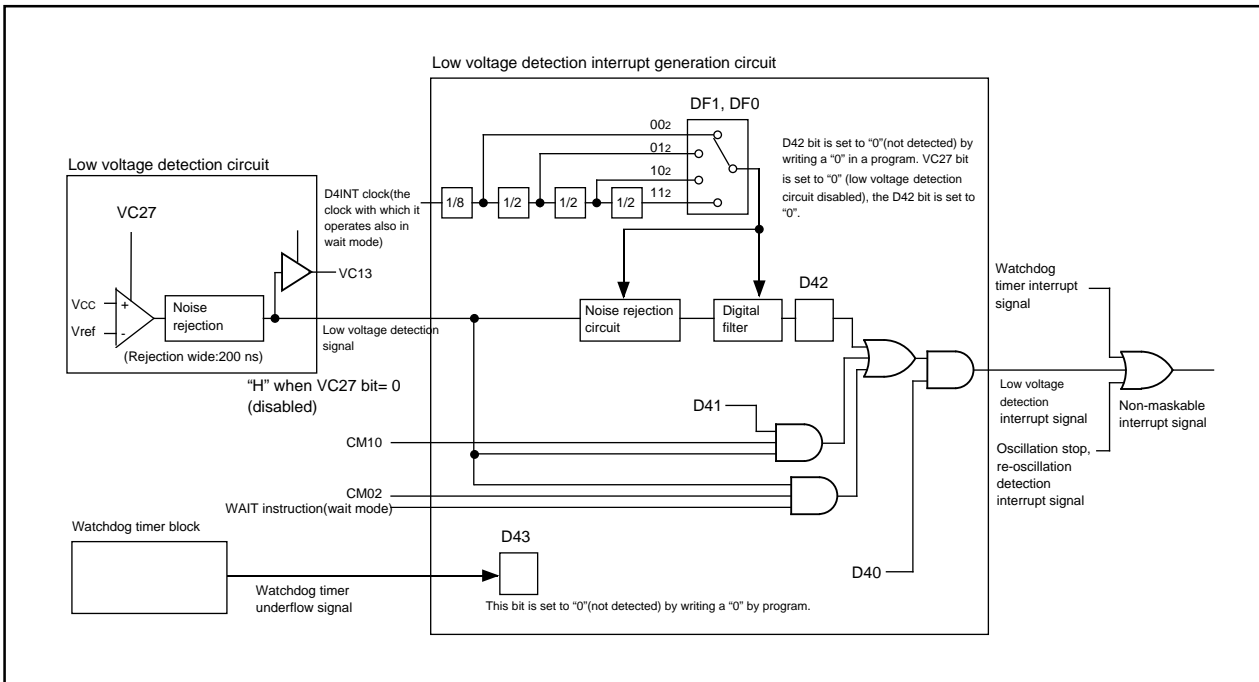 Low voltage detection interrupt generation circuit
DF1, DF0
002
012
102
112
D42 bit is set to “0”(not detected) by
writing a “0” in a program. VC27 bit
is set to “0” (low voltage detection
circuit disabled), the D42 bit is set to
“0”.
Low voltage detection circuit
D4INT clock(the
clock with which it
operates also in
wait mode)
1/8
1/2
1/2
1/2
VC27
VC13
VCC
+
Vref
-
Noise
rejection
(Rejection wide:200 ns)
Low voltage detection
signal
“H” when VC27 bit= 0
(disabled)
Noise rejection
circuit
Digital
filter
D42
Watchdog
timer interrupt
signal
D41
CM10
CM02
WAIT instruction(wait mode)
Low voltage
detection
interrupt signal
Non-maskable
interrupt signal
Oscillation stop,
re-oscillation
detection
interrupt signal
Watchdog timer block
D43
D40
Watchdog timer
underflow signal
This bit is set to “0”(not detected) by writing a “0” by program.